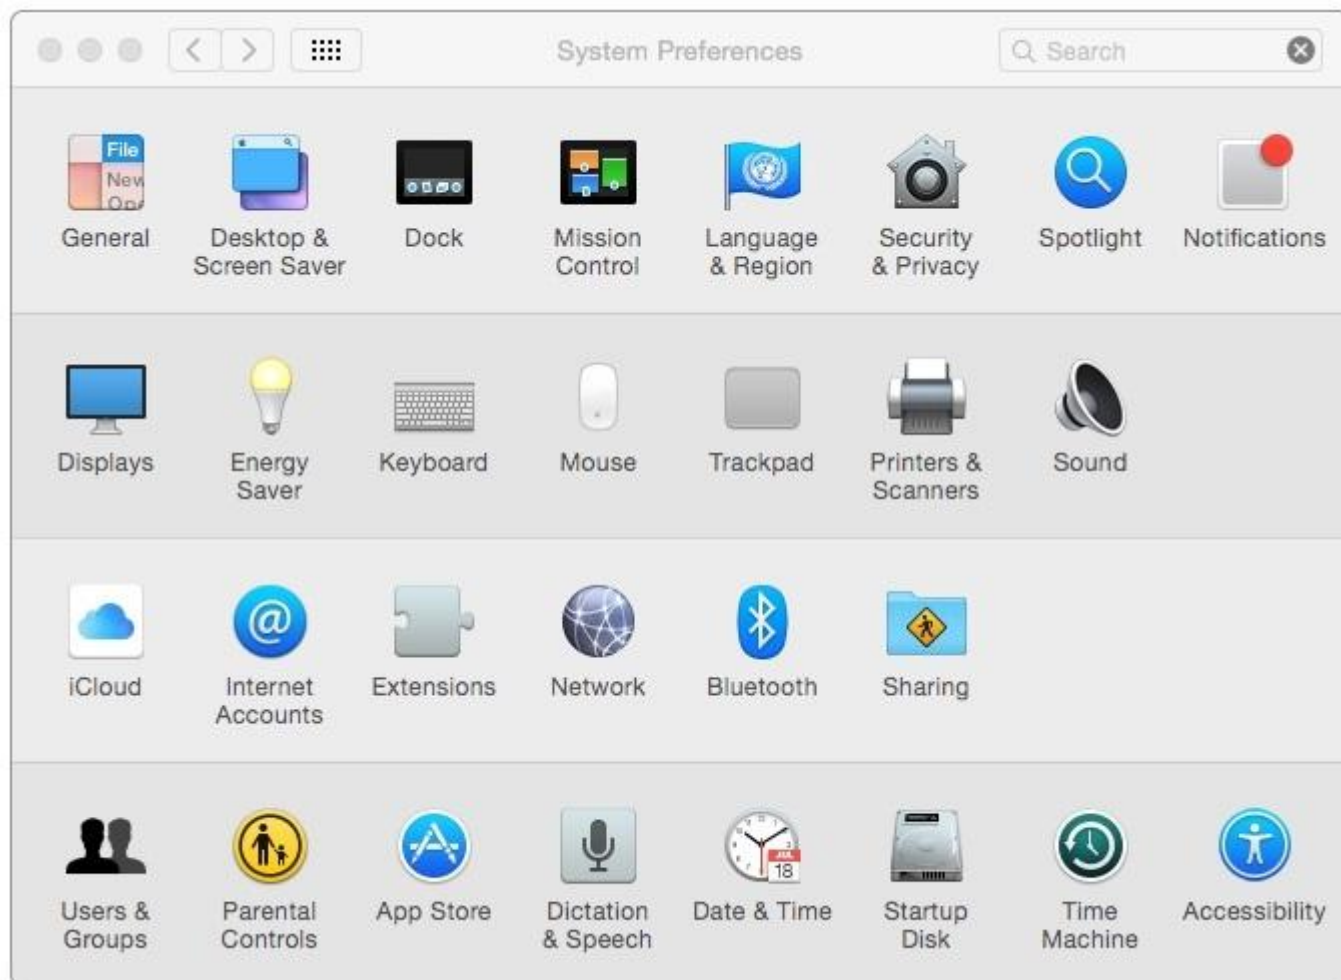 System Preferences
Search
File
New
Ope
General
Desktop &
Screen Saver
Dock
Mission
Control
Language
& Region
Security
& Privacy
Spotlight
Notifications
Displays
Energy
Saver
Keyboard
Mouse
Trackpad
Printers &
Scanners
Sound
@
iCloud
Internet
Accounts
Extensions
Network
Bluetooth
Sharing
JUL
18
Users &
Groups
Parental
Controls
App Store
Dictation
& Speech
Date & Time
Startup
Disk
Time
Machine
Accessibility